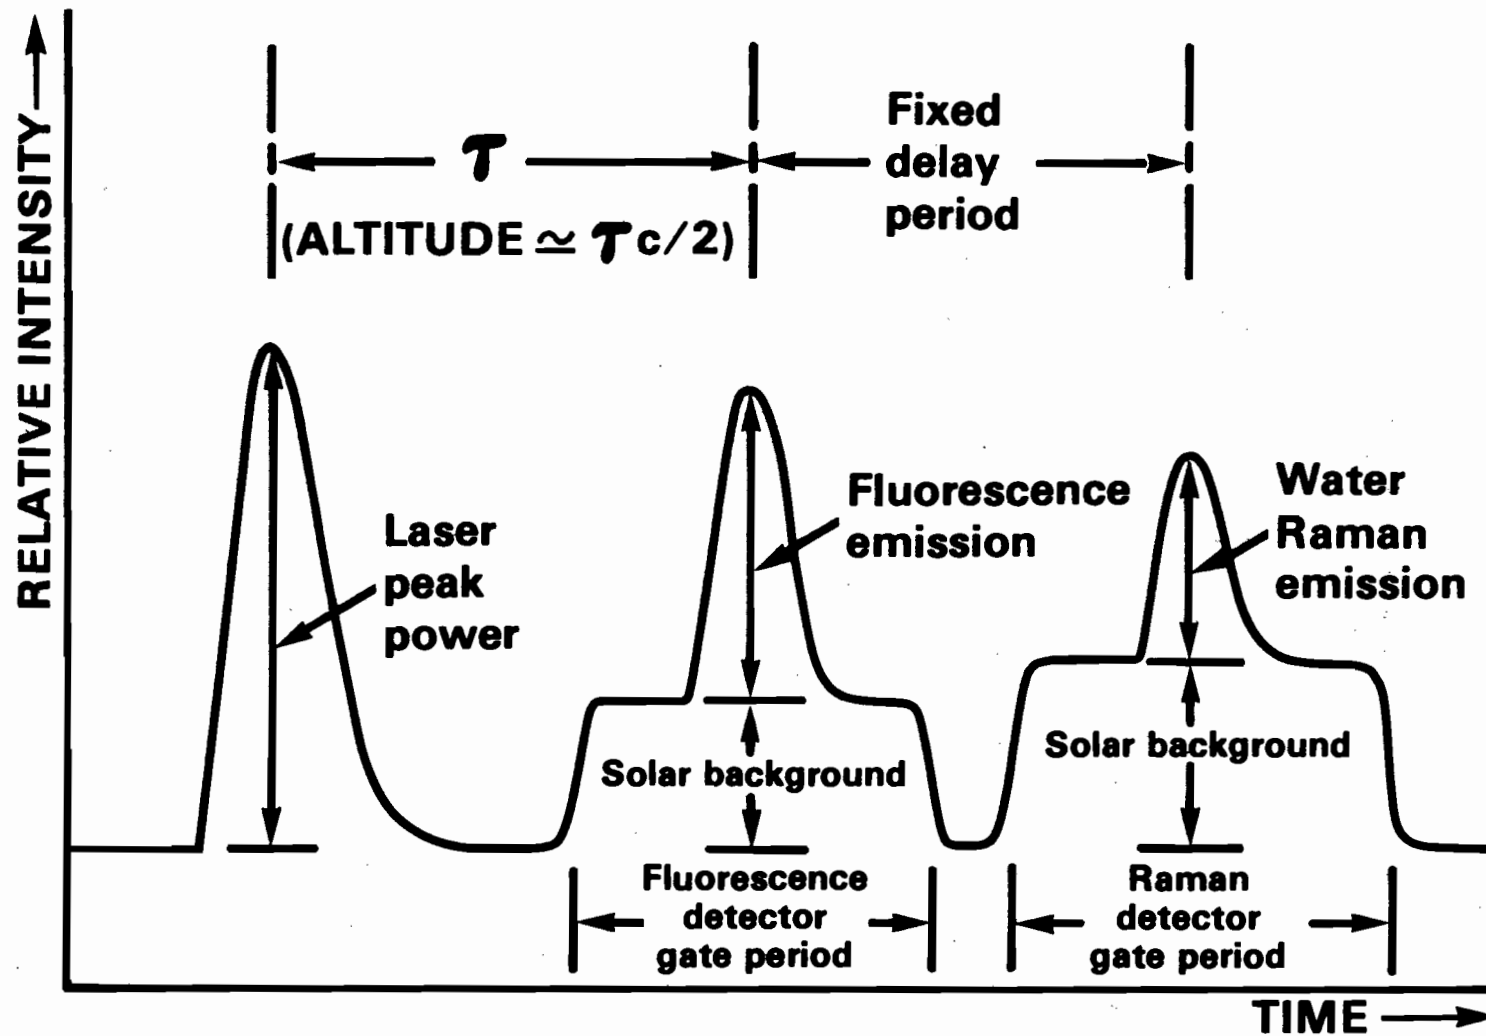 RELATIVE INTENSITY
τ
(ALTITUDE ≃ τc/2)
Fixed
delay
period
Laser
peak
power
Fluorescence
emission
Water
Raman
emission
Solar background
Solar background
Fluorescence
detector
gate period
Raman
detector
gate period
TIME